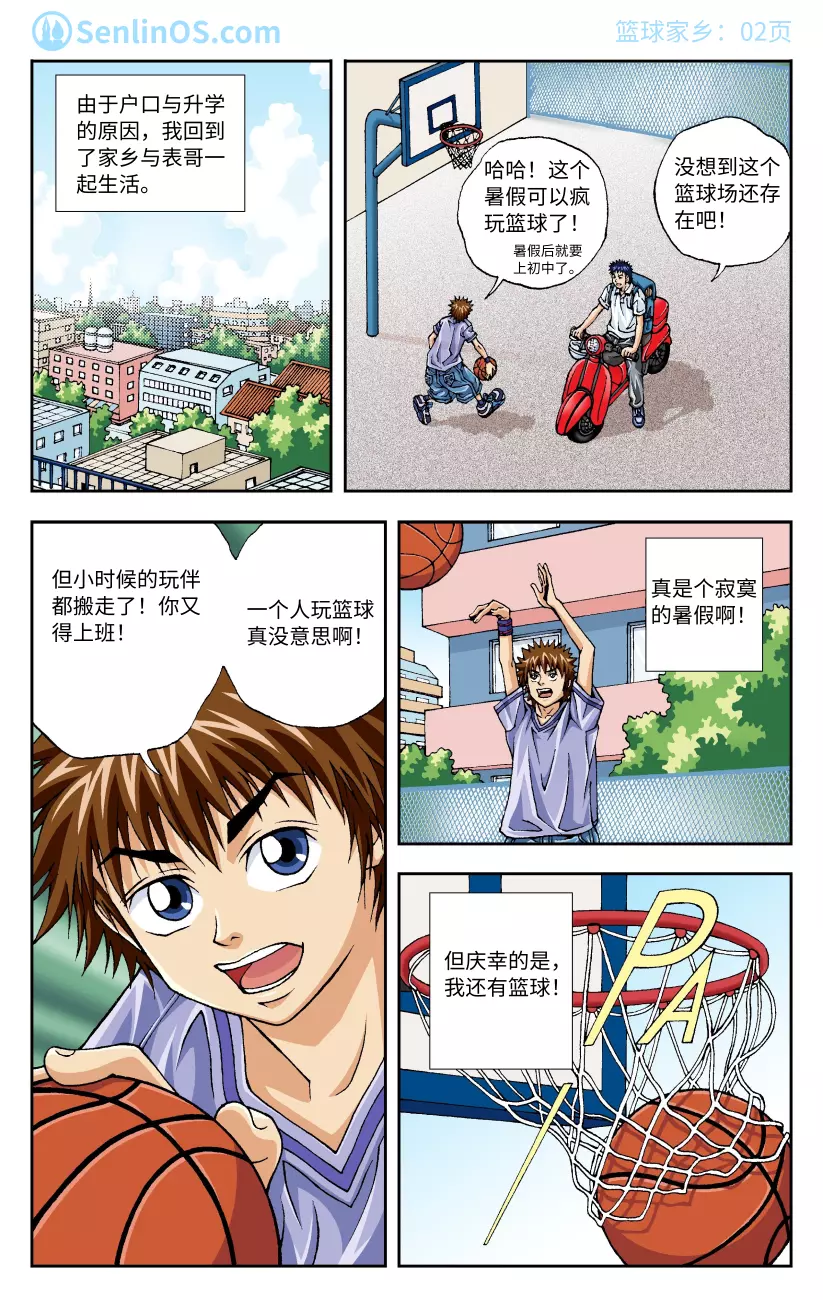 SenlinOS.com
篮球家乡：02页
由于户口与升学
的原因，我回到
了家乡与表哥一
起生活。
哈哈！这个
暑假可以疯
玩篮球了！
暑假后就要
上初中了。
没想到这个
篮球场还存
在吧！
但小时候的玩伴
都搬走了！你又
得上班！
一个人玩篮球
真没意思啊！
真是个寂寞
的暑假啊！
但庆幸的是，
我还有篮球！
PA